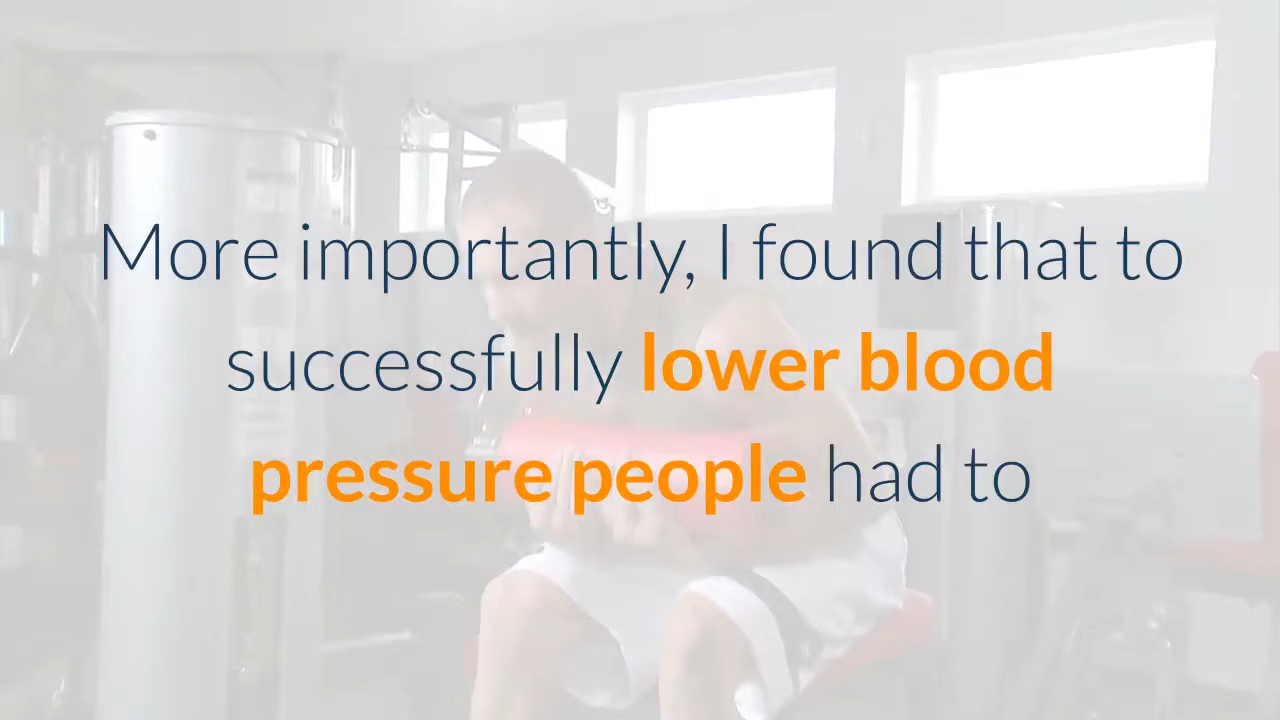 More importantly, I found that to
successfully lower blood
pressure people had to